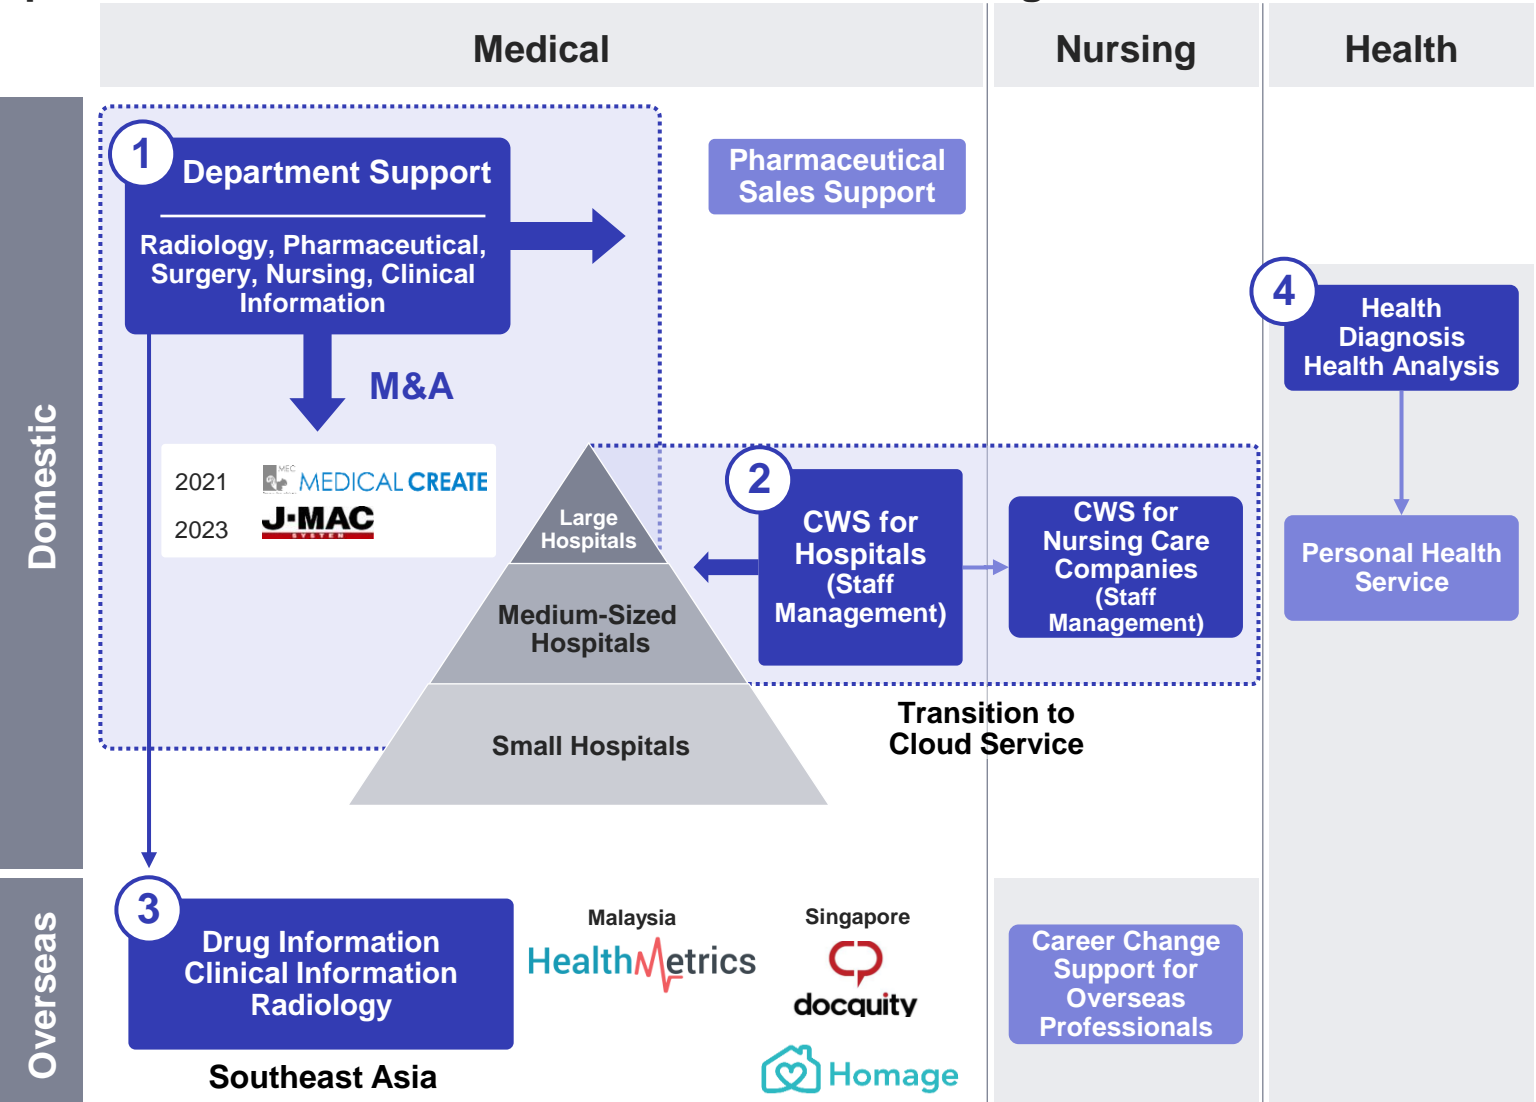 Medical
Nursing
Health
Domestic
1
Department Support
Radiology, Pharmaceutical,
Surgery, Nursing, Clinical
Information
Pharmaceutical
Sales Support
M&A
2021
MEC
MEDICAL CREATE
2023
J-MAC
SYSTEM
Large
Hospitals
Medium-Sized
Hospitals
Small Hospitals
2
CWS for
Hospitals
(Staff
Management)
CWS for
Nursing Care
Companies
(Staff
Management)
Transition to
Cloud Service
4
Health
Diagnosis
Health Analysis
Personal Health
Service
Overseas
3
Drug Information
Clinical Information
Radiology
Southeast Asia
Malaysia
HealthMetrics
Singapore
docquity
Homage
Career Change
Support for
Overseas
Professionals